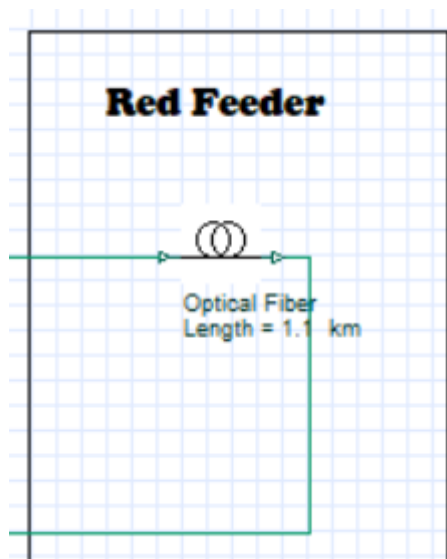 Red Feeder
Optical Fiber
Length = 1.1 km